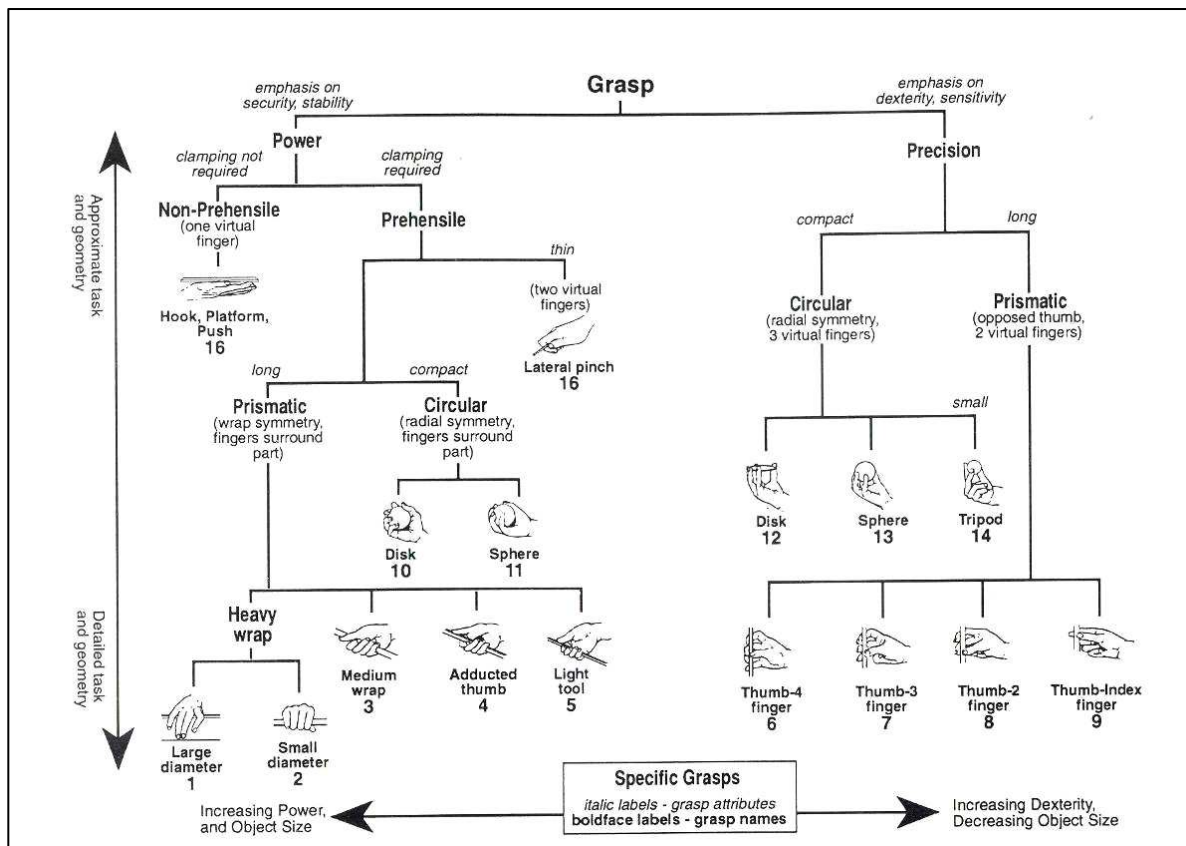 Grasp
emphasis on
security, stability
emphasis on
dexterity, sensitivity
Power
Precision
clamping not
required
clamping
required
Non-Prehensile
(one virtual
finger)
Prehensile
Hook, Platform,
Push
16
thin
(two virtual
fingers)
Lateral pinch
16
long
compact
Prismatic
(wrap symmetry,
fingers surround
part)
Circular
(radial symmetry,
fingers surround
part)
Disk
10
Sphere
11
Heavy
wrap
Large
diameter
1
Small
diameter
2
Medium
wrap
3
Adducted
thumb
4
Light
tool
5
compact
long
Circular
(radial symmetry,
3 virtual fingers)
Prismatic
(opposed thumb,
2 virtual fingers)
small
Disk
12
Sphere
13
Tripod
14
Thumb-4
finger
6
Thumb-3
finger
7
Thumb-2
finger
8
Thumb-Index
finger
9
Approximate task
and geometry
Detailed task
and geometry
Increasing Power,
and Object Size
Specific Grasps
italic labels - grasp attributes
boldface labels - grasp names
Increasing Dexterity,
Decreasing Object Size